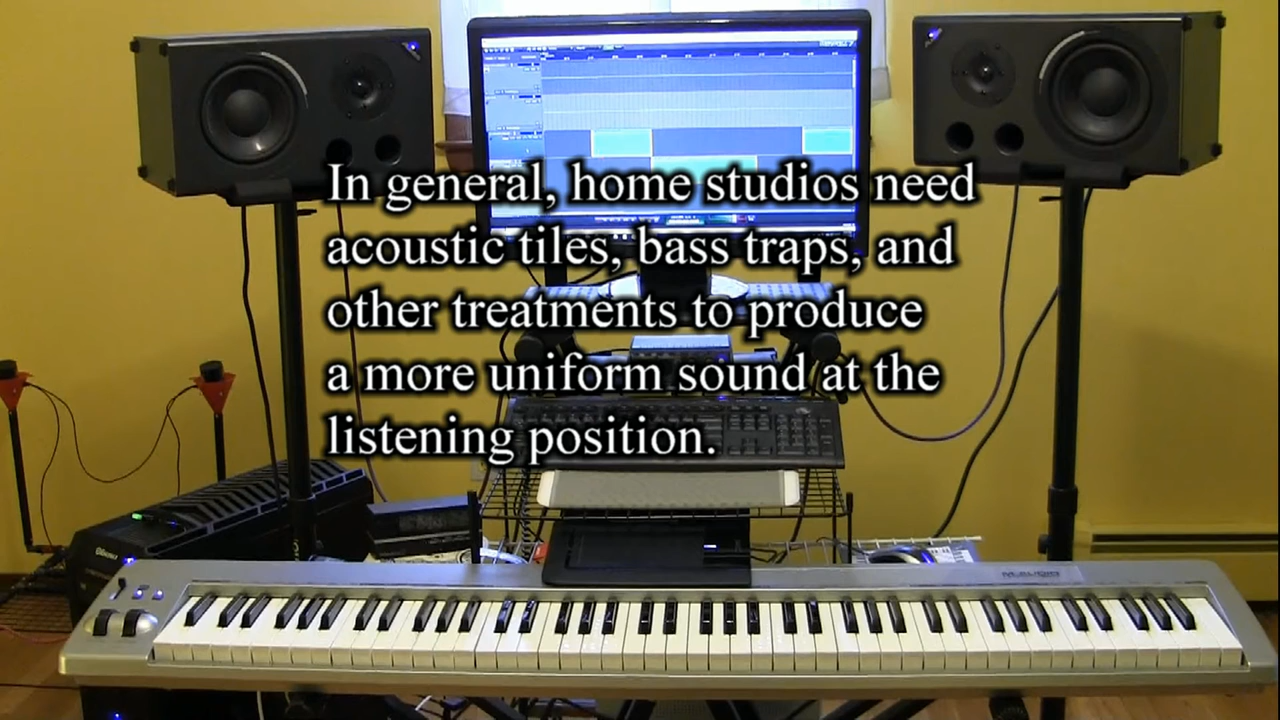 In general, home studios need
acoustic tiles, bass traps, and
other treatments to produce
a more uniform sound at the
listening position.
M-AUDIO